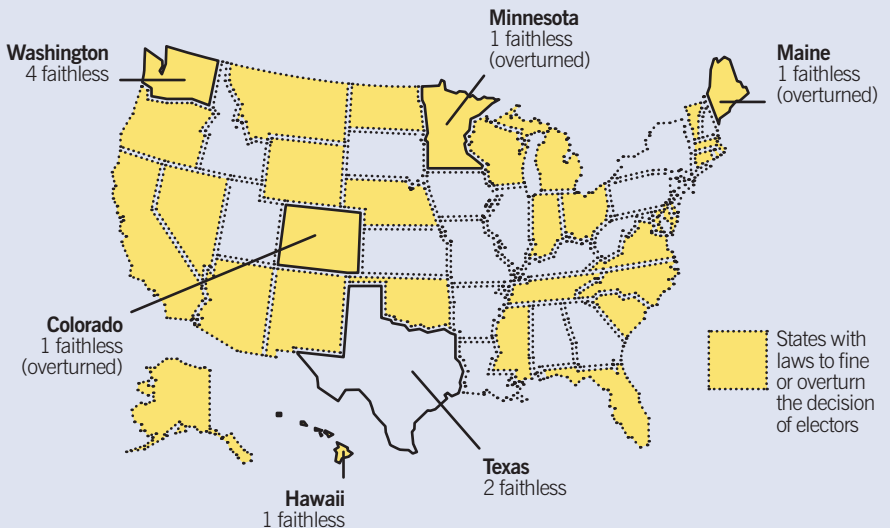 Washington
4 faithless
Minnesota
1 faithless
(overturned)
Maine
1 faithless
(overturned)
Colorado
1 faithless
(overturned)
Hawaii
1 faithless
Texas
2 faithless
States with
laws to fine
or overturn
the decision
of electors